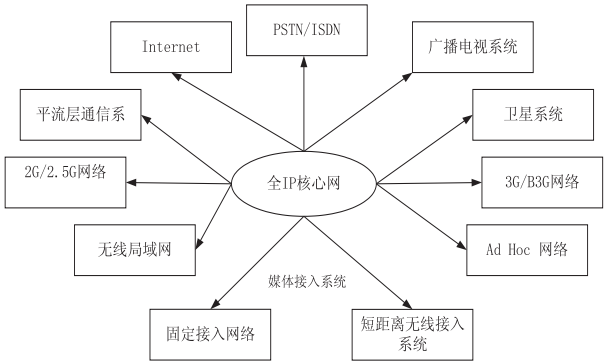 PSTN/ISDN
Internet
广播电视系统
平流层通信系
卫星系统
2G/2.5G网络
全IP核心网
3G/B3G网络
无线局域网
Ad Hoc 网络
媒体接入系统
固定接入网络
短距离无线接入
系统